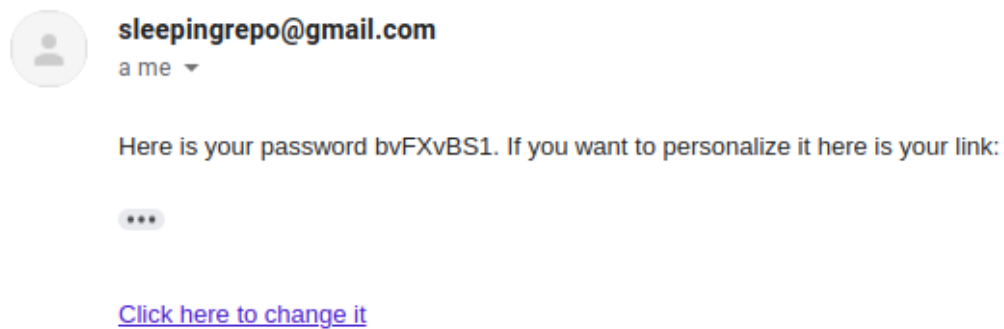 sleepingrepo@gmail.com
a me
Here is your password bvFXvBS1. If you want to personalize it here is your link:
•••
Click here to change it